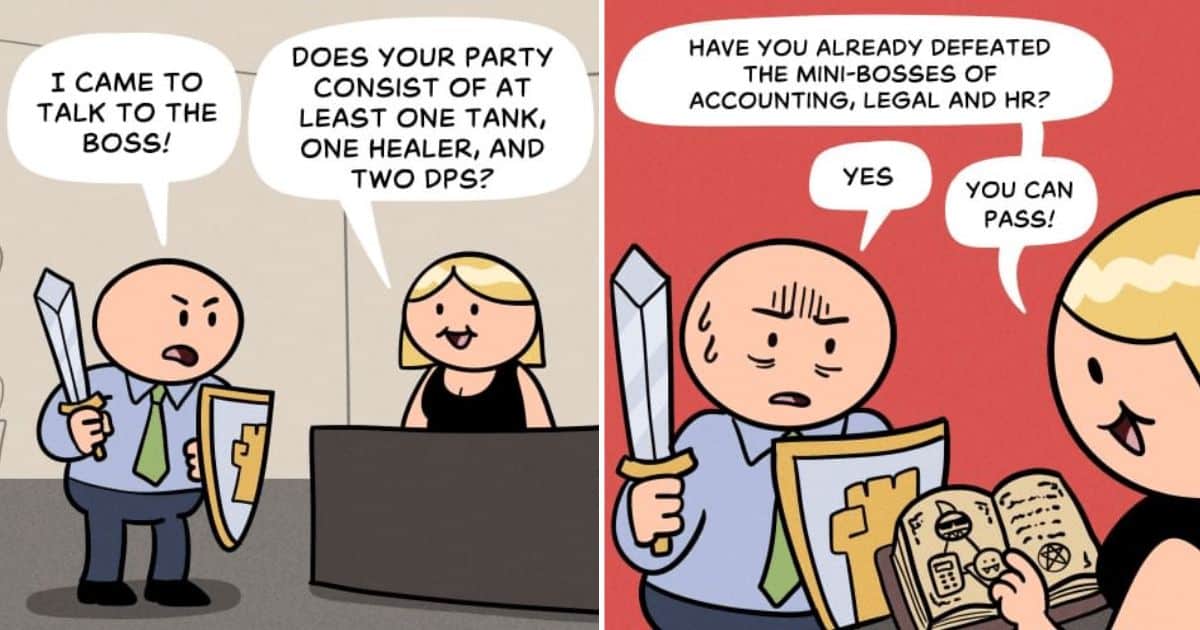 I CAME TO
TALK TO THE
BOSS!
DOES YOUR PARTY
CONSIST OF AT
LEAST ONE TANK,
ONE HEALER, AND
TWO DPS?
HAVE YOU ALREADY DEFEATED
THE MINI-BOSSES OF
ACCOUNTING, LEGAL AND HR?
YES
YOU CAN
PASS!